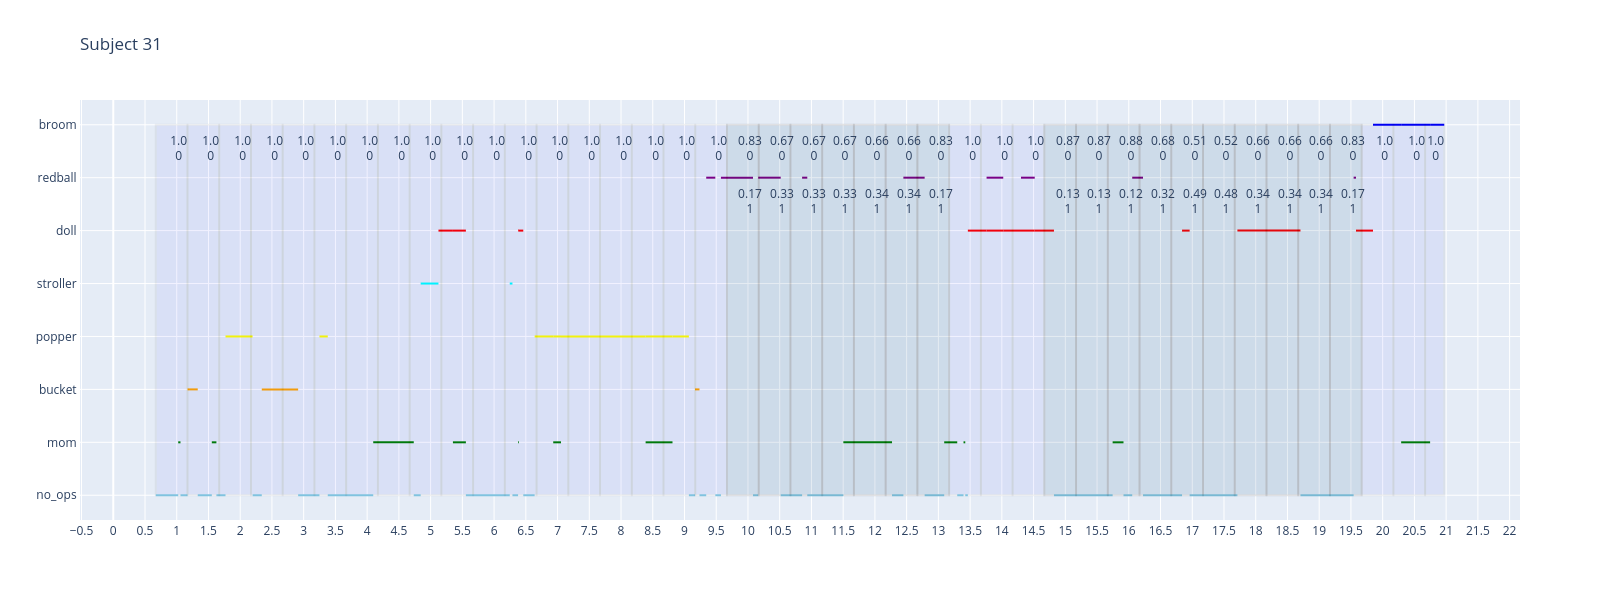 Subject 31
broom
1.0 1.0 1.0 1.0 1.0 1.0 1.0 1.0 1.0 1.0 1.0 1.0 1.0 1.0 1.0 1.0 1.0 1.0 0.83 0.67 0.67 0.67 0.66 0.66 0.83 1.0 1.0 1.0 0.87 0.87 0.88 0.68 0.51 0.52 0.66 0.66 0.66 0.83 1.0 1.0 1.0
0 0 0 0 0 0 0 0 0 0 0 0 0 0 0 0 0 0 0 0 0 0 0 0 0 0 0 0 0 0 0 0 0 0 0 0 0 0 0 0 0
redball
0.17 0.33 0.33 0.33 0.34 0.34 0.17 0.13 0.13 0.12 0.32 0.49 0.48 0.34 0.34 0.34 0.17
1 1 1 1 1 1 1 1 1 1 1 1 1 1 1 1 1
doll
stroller
popper
bucket
mom
no_ops
−0.5 0 0.5 1 1.5 2 2.5 3 3.5 4 4.5 5 5.5 6 6.5 7 7.5 8 8.5 9 9.5 10 10.5 11 11.5 12 12.5 13 13.5 14 14.5 15 15.5 16 16.5 17 17.5 18 18.5 19 19.5 20 20.5 21 21.5 22